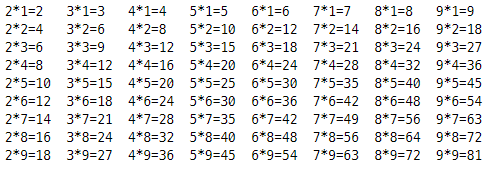 2*1=2 3*1=3 4*1=4 5*1=5 6*1=6 7*1=7 8*1=8 9*1=9
2*2=4 3*2=6 4*2=8 5*2=10 6*2=12 7*2=14 8*2=16 9*2=18
2*3=6 3*3=9 4*3=12 5*3=15 6*3=18 7*3=21 8*3=24 9*3=27
2*4=8 3*4=12 4*4=16 5*4=20 6*4=24 7*4=28 8*4=32 9*4=36
2*5=10 3*5=15 4*5=20 5*5=25 6*5=30 7*5=35 8*5=40 9*5=45
2*6=12 3*6=18 4*6=24 5*6=30 6*6=36 7*6=42 8*6=48 9*6=54
2*7=14 3*7=21 4*7=28 5*7=35 6*7=42 7*7=49 8*7=56 9*7=63
2*8=16 3*8=24 4*8=32 5*8=40 6*8=48 7*8=56 8*8=64 9*8=72
2*9=18 3*9=27 4*9=36 5*9=45 6*9=54 7*9=63 8*9=72 9*9=81